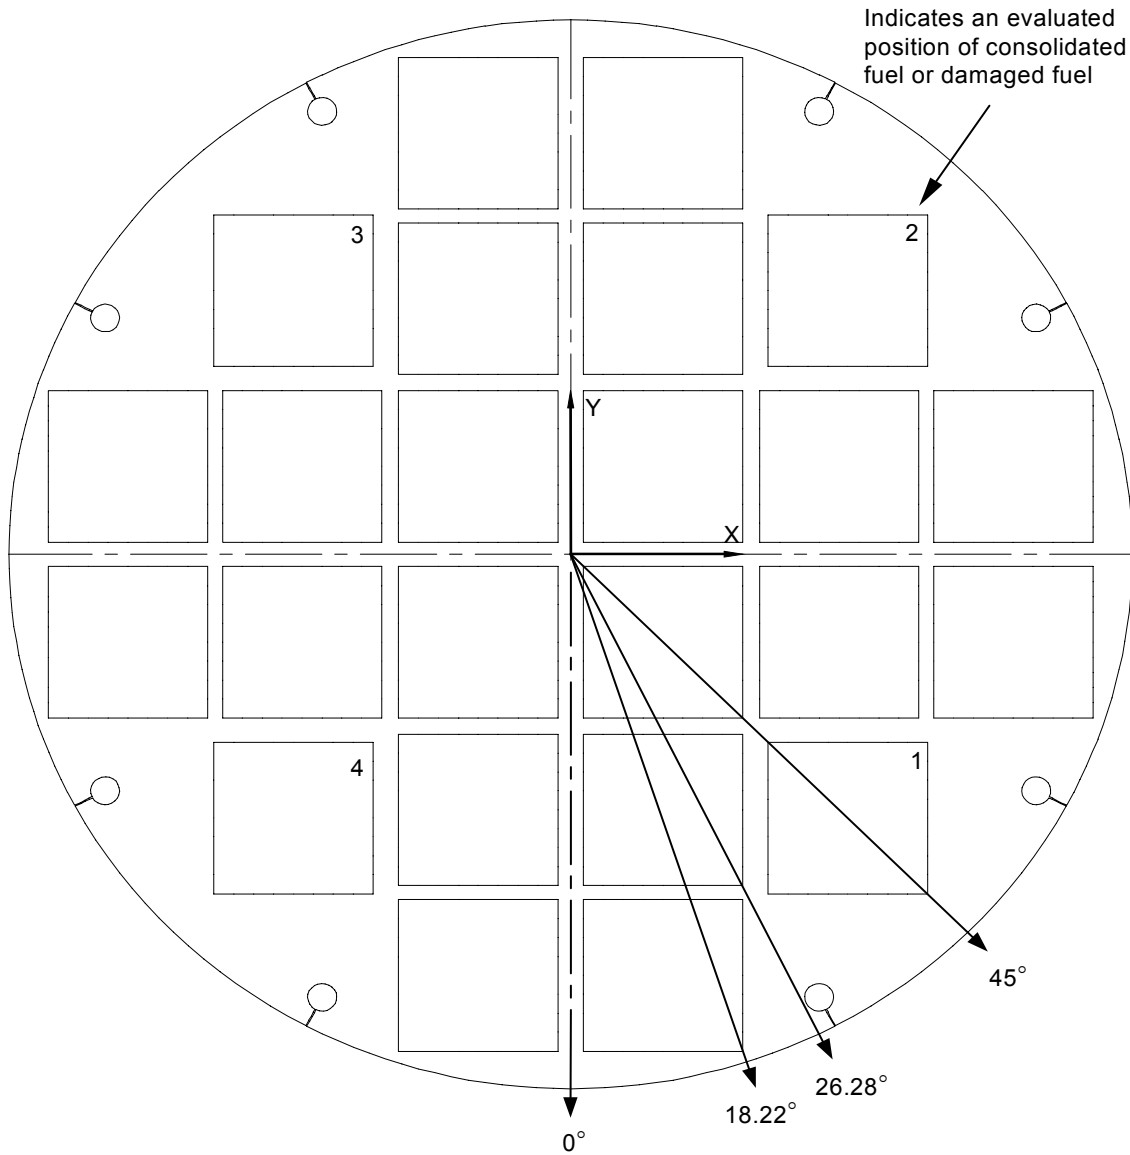 Indicates an evaluated
position of consolidated
fuel or damaged fuel
3
2
Y
X
4
1
45°
26.28°
18.22°
0°